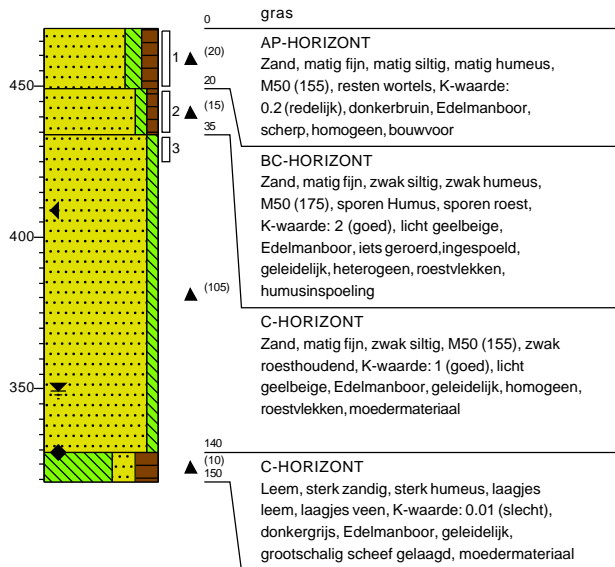 0
gras
AP-HORIZONT
1
(20)
Zand, matig fijn, matig siltig, matig humeus,
M50 (155), resten wortels, K-waarde:
450
20
0.2 (redelijk), donkerbruin, Edelmanboor,
scherp, homogeen, bouwvoor
2
(15)
35
3
BC-HORIZONT
Zand, matig fijn, zwak siltig, zwak humeus,
M50 (175), sporen Humus, sporen roest,
K-waarde: 2 (goed), licht geelbeige,
Edelmanboor, iets geroerd,ingespoeld,
geleidelijk, heterogeen, roestvlekken,
humusinspoeling
400
(105)
C-HORIZONT
Zand, matig fijn, zwak siltig, M50 (155), zwak
roesthoudend, K-waarde: 1 (goed), licht
geelbeige, Edelmanboor, geleidelijk, homogeen,
roestvlekken, moedermateriaal
350
140
(10)
150
C-HORIZONT
Leem, sterk zandig, sterk humeus, laagjes
leem, laagjes veen, K-waarde: 0.01 (slecht),
donkergrijs, Edelmanboor, geleidelijk,
grootschalig scheef gelaagd, moedermateriaal